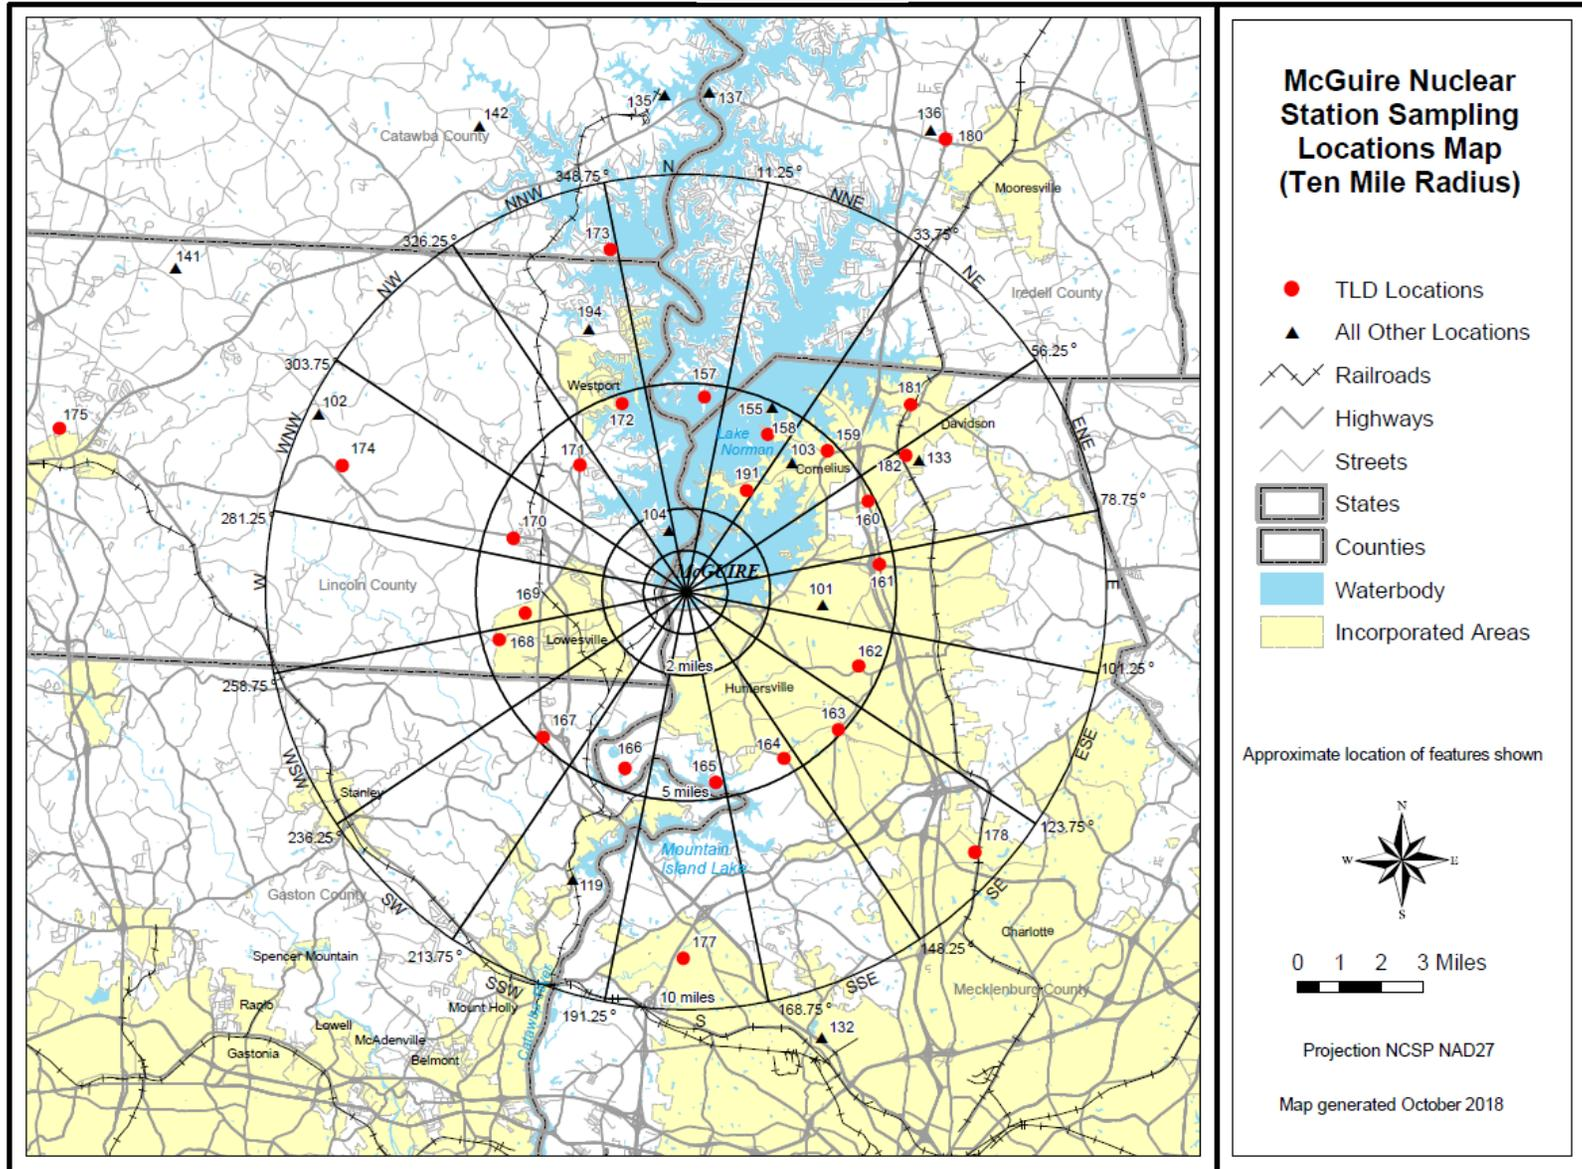 McGuire Nuclear
Station Sampling
Locations Map
(Ten Mile Radius)
TLD Locations
All Other Locations
Railroads
Highways
Streets
States
Counties
Waterbody
Incorporated Areas
Approximate location of features shown
N
W
E
S
0 1 2 3 Miles
Projection NCSP NAD27
Map generated October 2018
135
137
142
136
180
Catawba County
N
348.75°
11.25°
NNW
NNE
Mooresville
173
326.25°
33.75°
141
NW
NE
Iredell County
194
303.75
56.25°
157
Westport
181
175
102
172
155
158
159
Davidson
ENE
WNW
174
171
Lake
Norman
103
Cornelius
182
133
191
78.75°
281.25
170
104
160
McGUIRE
W
Lincoln County
101
161
E
169
168
Lowesville
162
2 miles
101.25°
258.75°
Huntersville
167
163
166
164
165
ESE
WSW
5 miles
Stanley
236.25°
123.75°
178
Mountain
Island Lake
119
SE
Gaston County
SW
Charlotte
177
148.25°
Spencer Mountain
213.75°
SSW
10 miles
SSE
Mecklenburg County
Ranlo
Mount Holly
Catawba River
191.25°
S
168.75°
132
Lowell
McAdenville
Gastonia
Belmont